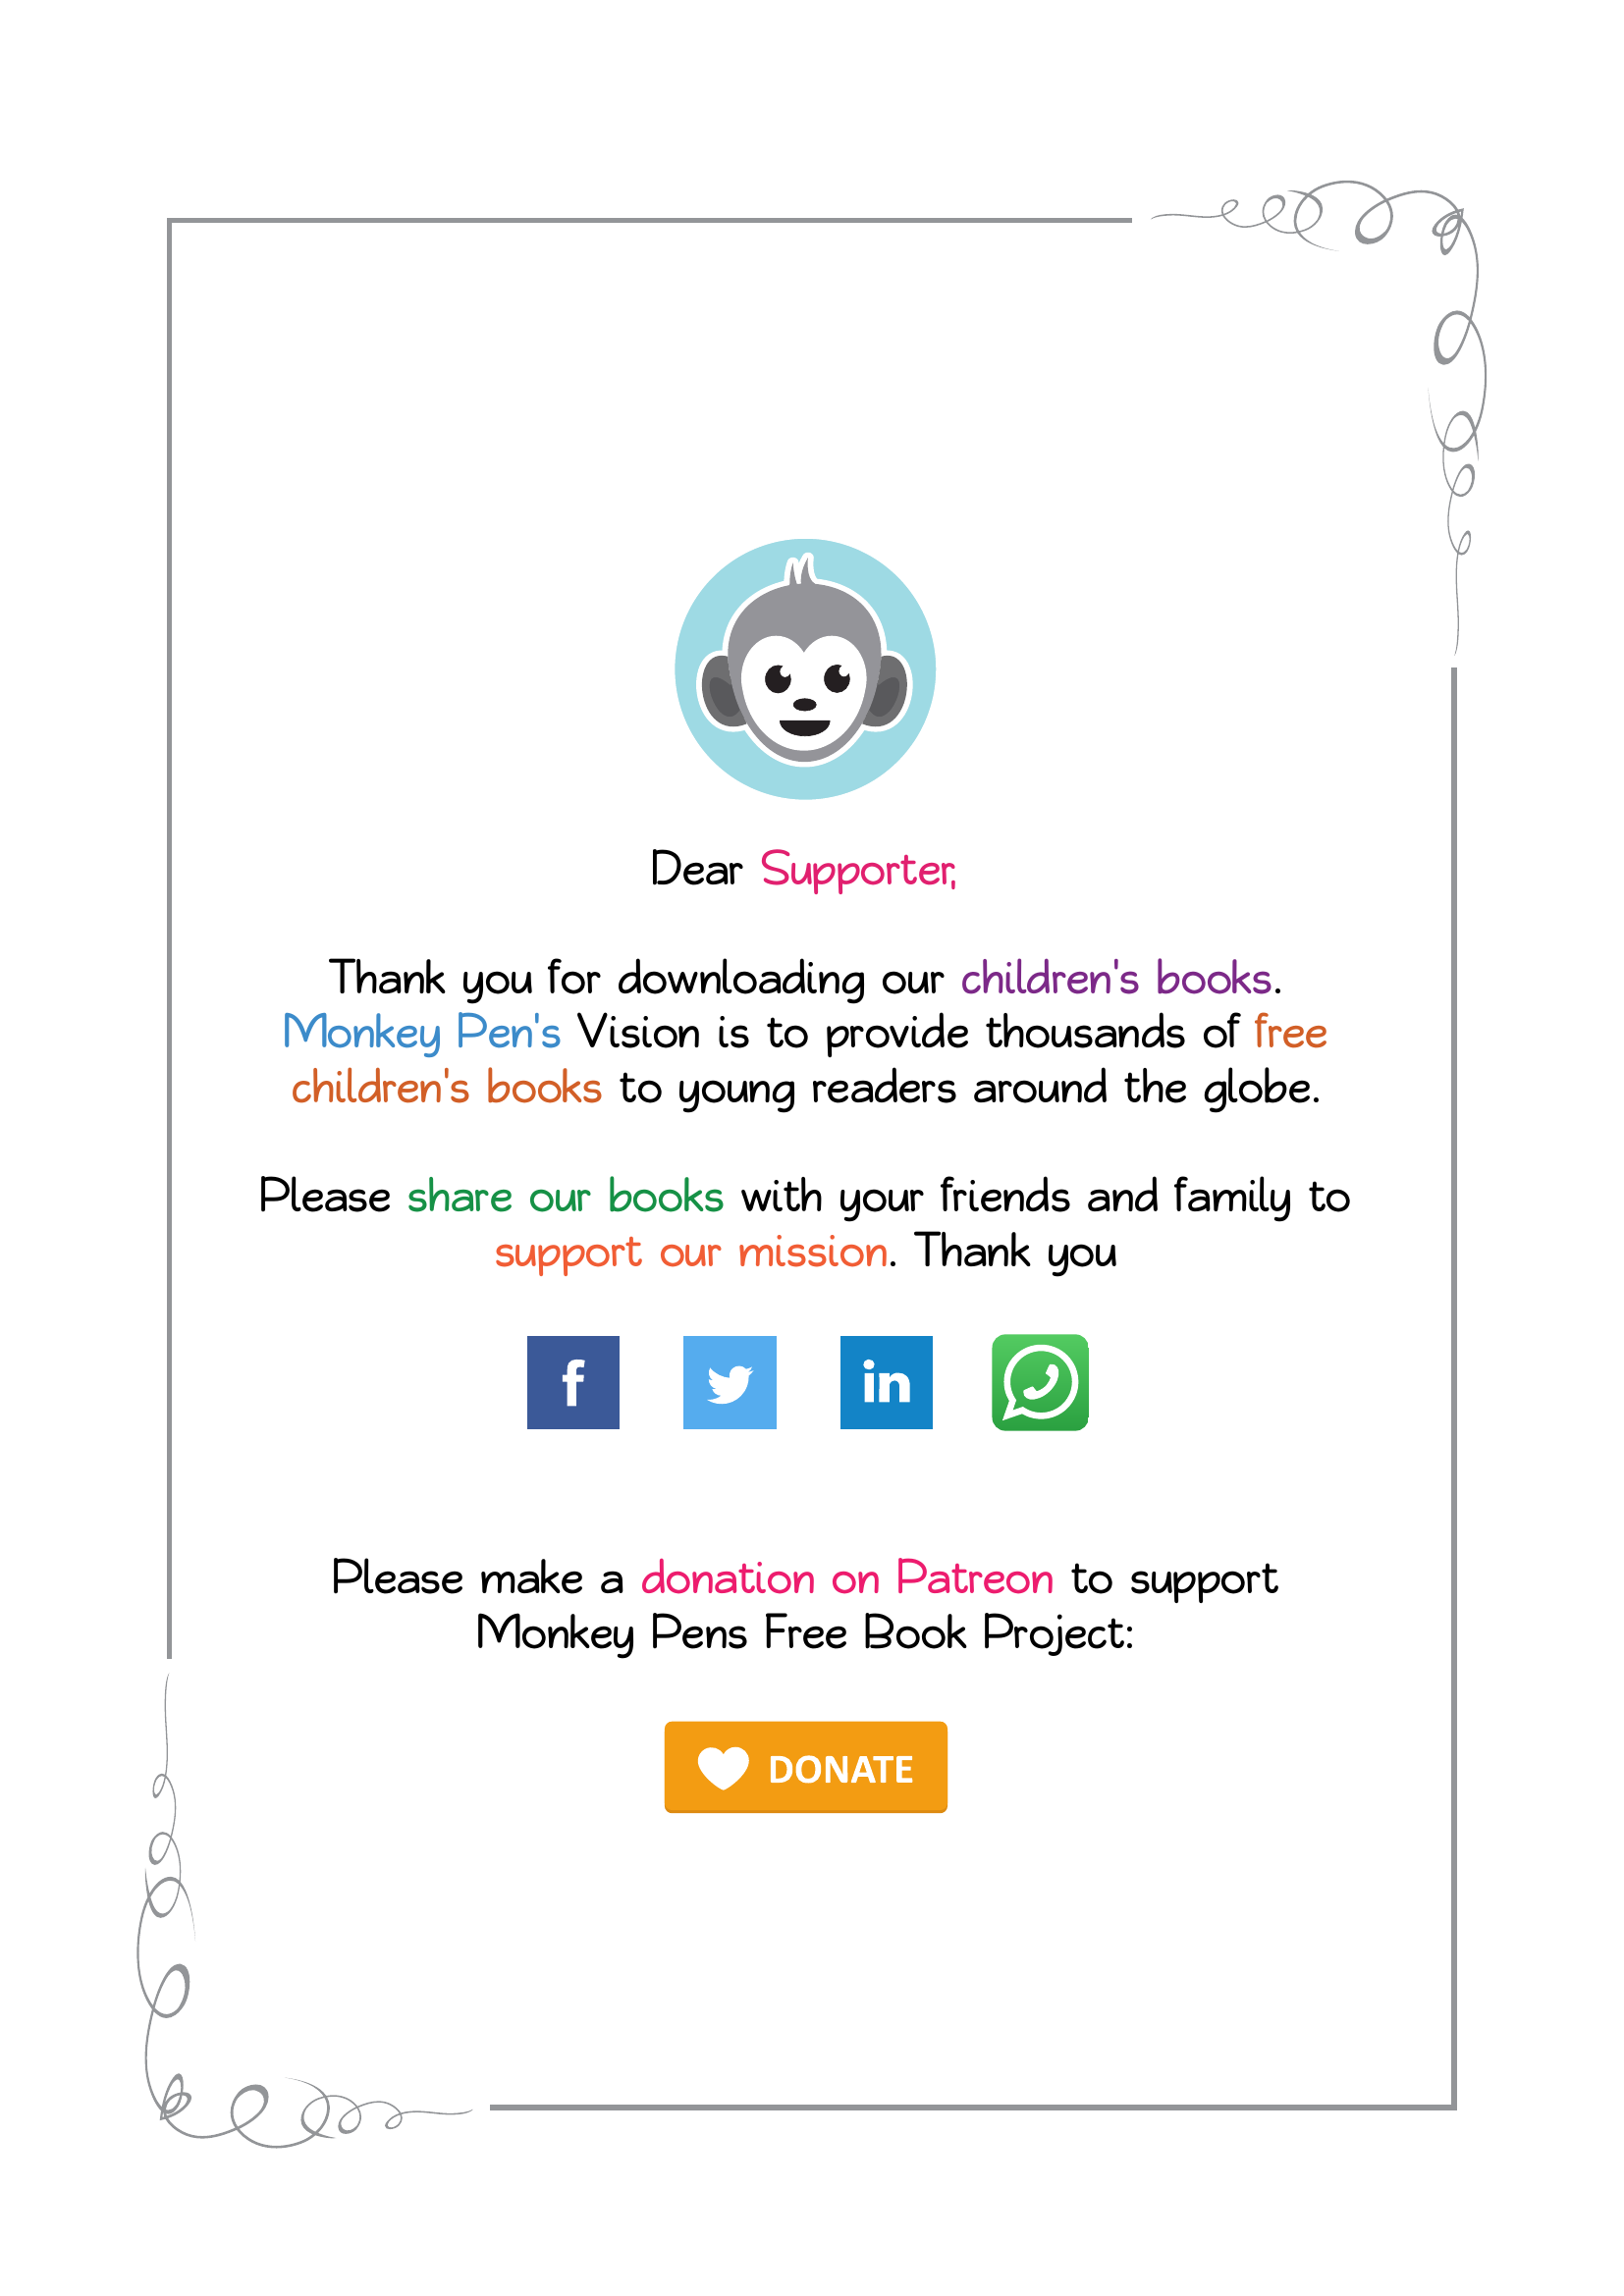 Dear Supporter,
Thank you for downloading our children's books.
Monkey Pen's Vision is to provide thousands of free
children's books to young readers around the globe.
Please share our books with your friends and family to
support our mission. Thank you
f
in
Please make a donation on Patreon to support
Monkey Pens Free Book Project:
DONATE